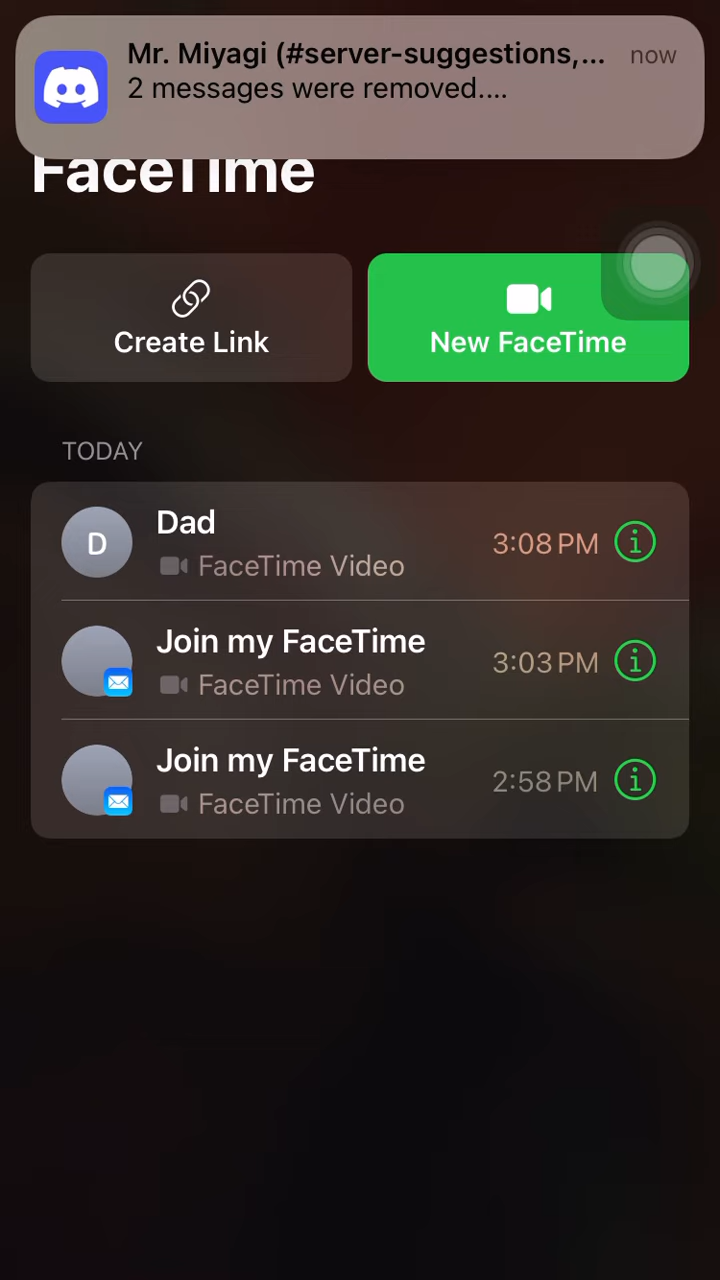 Mr. Miyagi (#server-suggestions,... now
2 messages were removed....
FaceTime
Create Link
New FaceTime
TODAY
D
Dad
FaceTime Video
3:08 PM
Join my FaceTime
FaceTime Video
3:03 PM
Join my FaceTime
FaceTime Video
2:58 PM